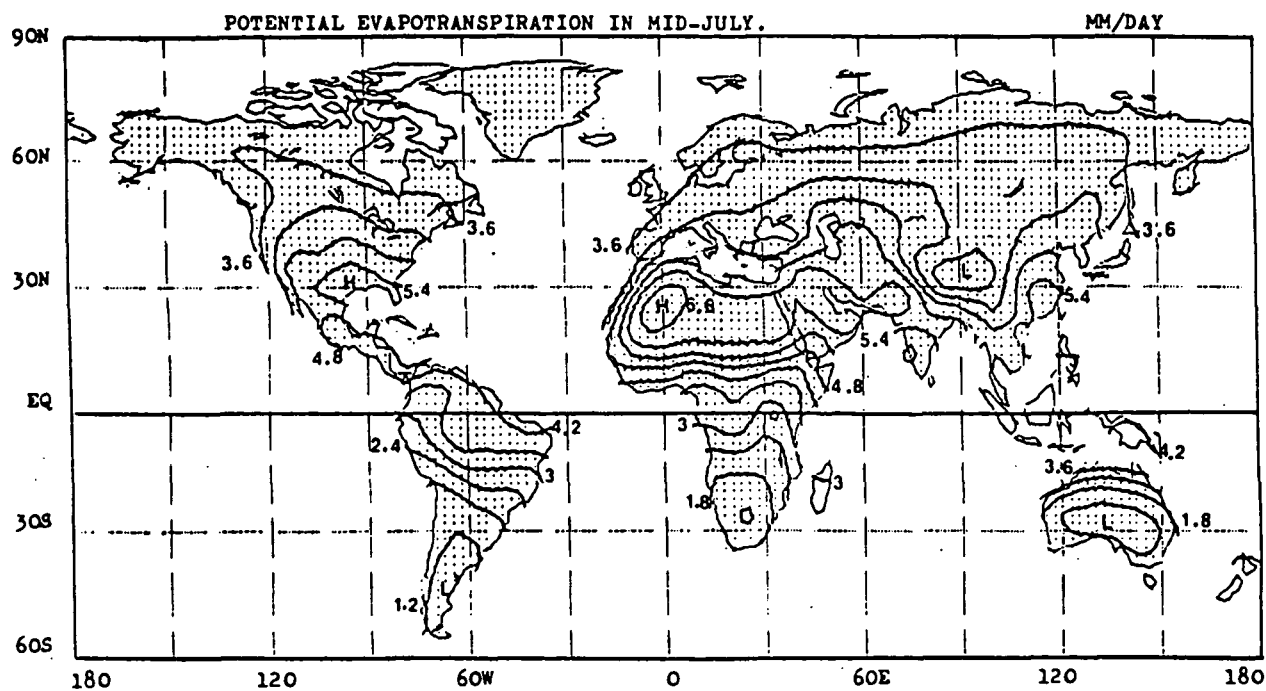 POTENTIAL EVAPOTRANSPIRATION IN MID-JULY. MM/DAY
90N
60N
3.6 3.6 3.6
3.6
30N H 5.4 H L 5.4
4.8 5.4
4.8
EQ
2.4 4.2 3 4.2
3.6
3 1.8 3
30S L 1.8
L
1.2
60S
180 120 60W 0 60E 120 180